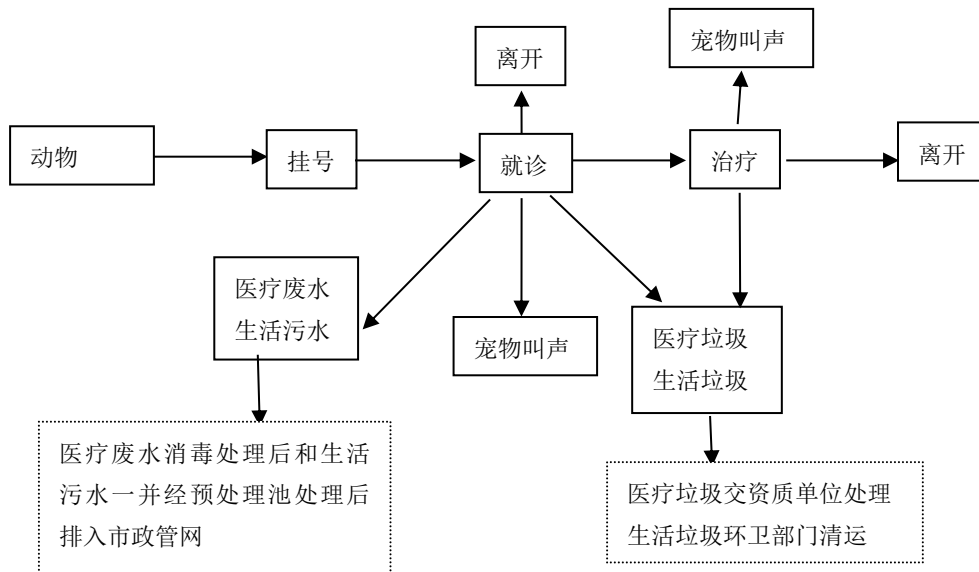 宠物叫声
离开
动物
挂号
就诊
治疗
离开
医疗废水
生活污水
宠物叫声
医疗垃圾
生活垃圾
医疗废水消毒处理后和生活
污水一并经预处理池处理后
排入市政管网
医疗垃圾交资质单位处理
生活垃圾环卫部门清运